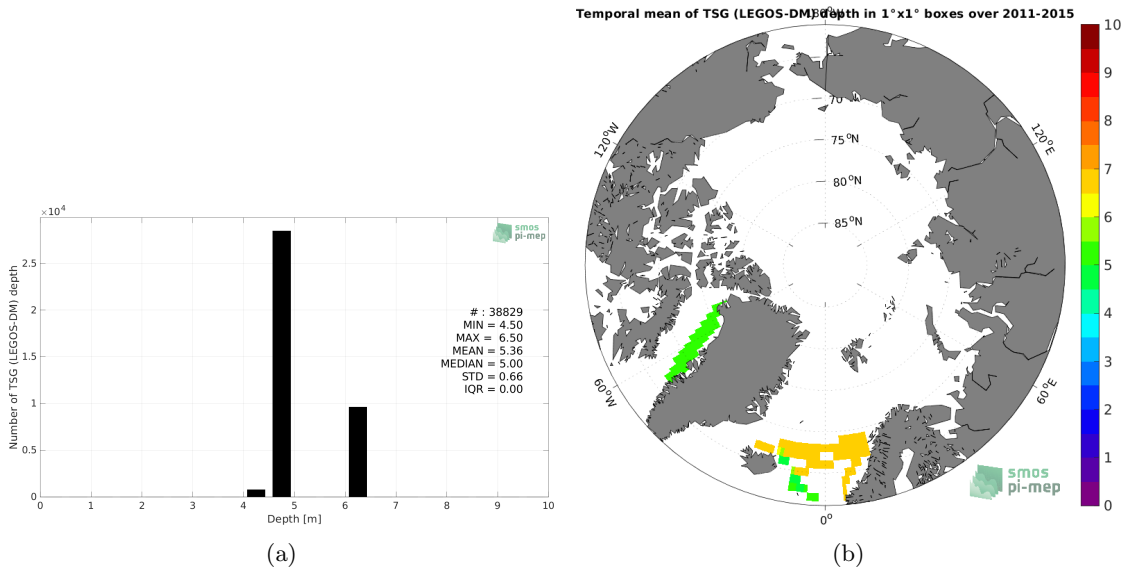 ×10⁴
2.5
2
1.5
1
0.5
0
Number of TSG (LEGOS-DM) depth
0 1 2 3 4 5 6 7 8 9 10
Depth [m]
smos
pi-mep
# : 38829
MIN = 4.50
MAX = 6.50
MEAN = 5.36
MEDIAN = 5.00
STD = 0.66
IQR = 0.00
(a)
Temporal mean of TSG (LEGOS-DM) depth in 1°x1° boxes over 2011-2015
120°W
120°E
75°N
80°N
85°N
60°W
60°E
0°
smos
pi-mep
10
9
8
7
6
5
4
3
2
1
0
(b)